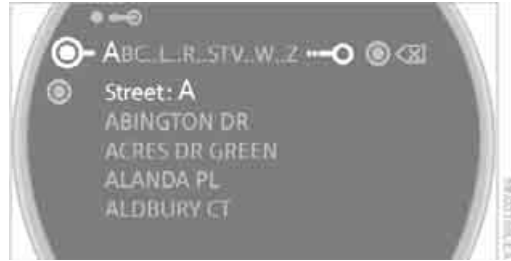 ABC..L..R..STV..W..Z
Street: A
ABINGTON DR
ACRES DR GREEN
ALANDA PL
ALDBURY CT